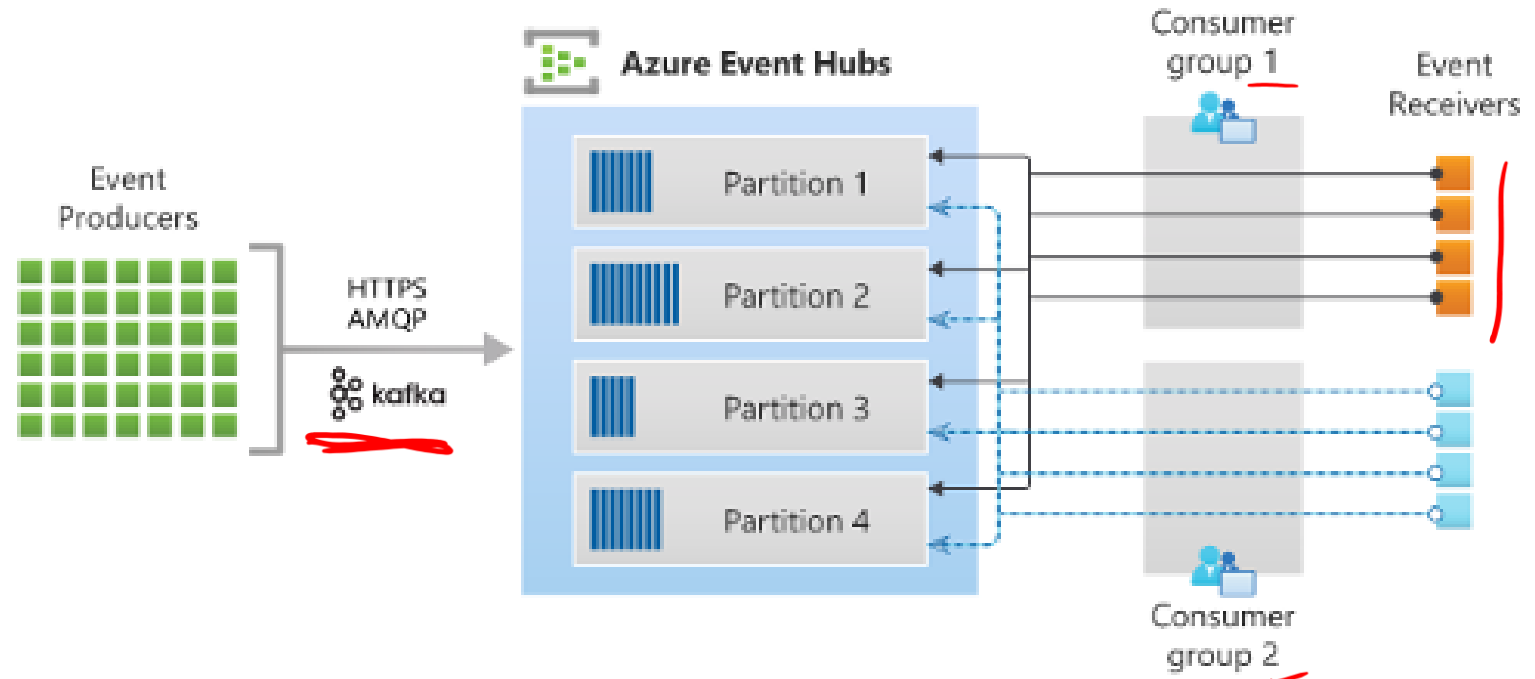 Azure Event Hubs
Event
Producers
HTTPS
AMQP
kafka
Partition 1
Partition 2
Partition 3
Partition 4
Consumer
group 1
Event
Receivers
Consumer
group 2